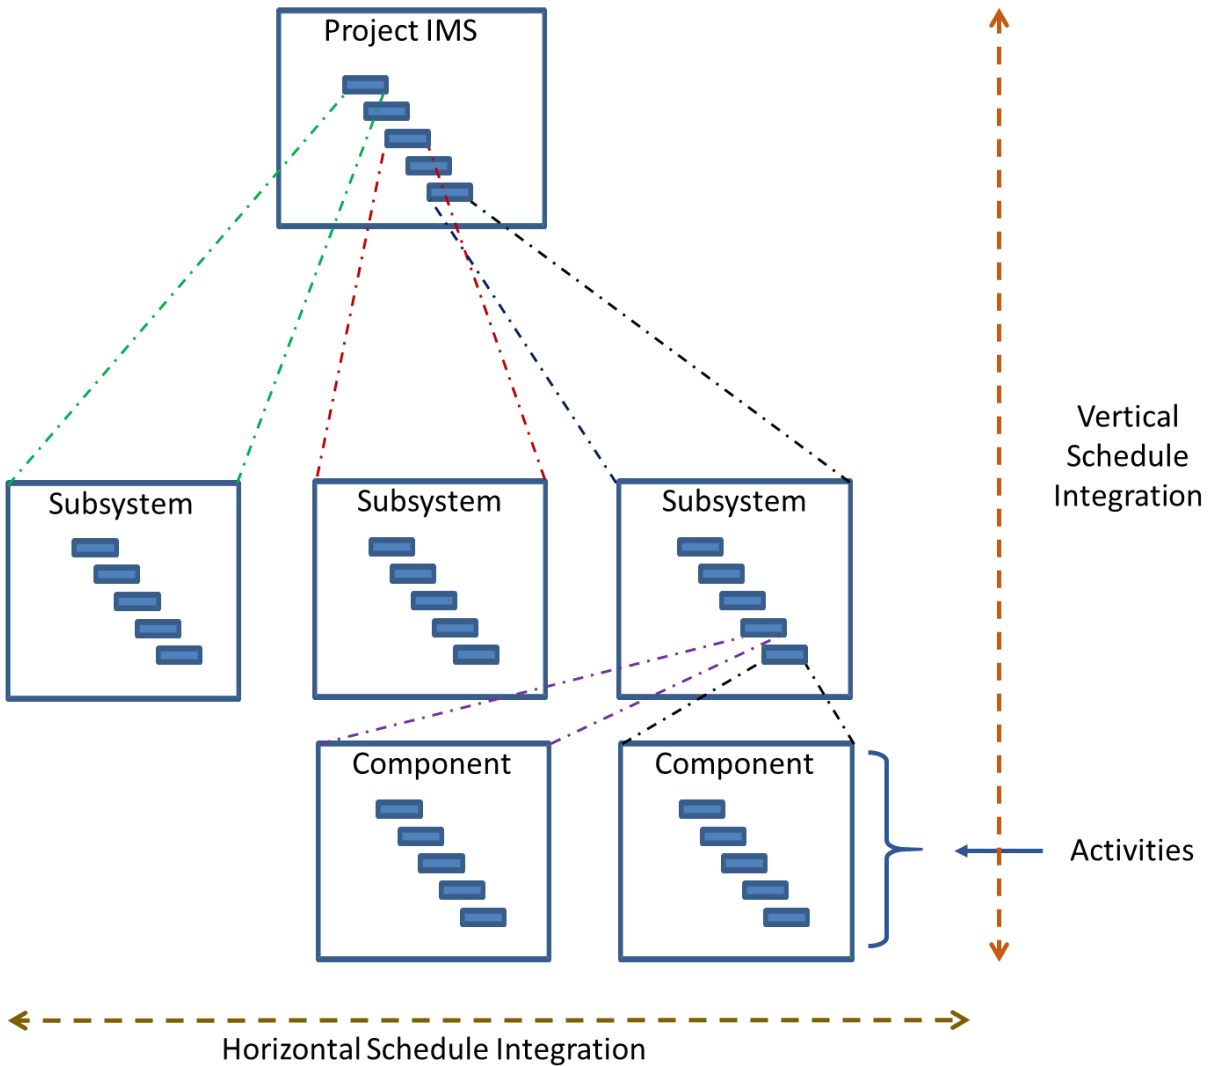 Project IMS
Subsystem
Subsystem
Subsystem
Vertical
Schedule
Integration
Component
Component
Activities
Horizontal Schedule Integration